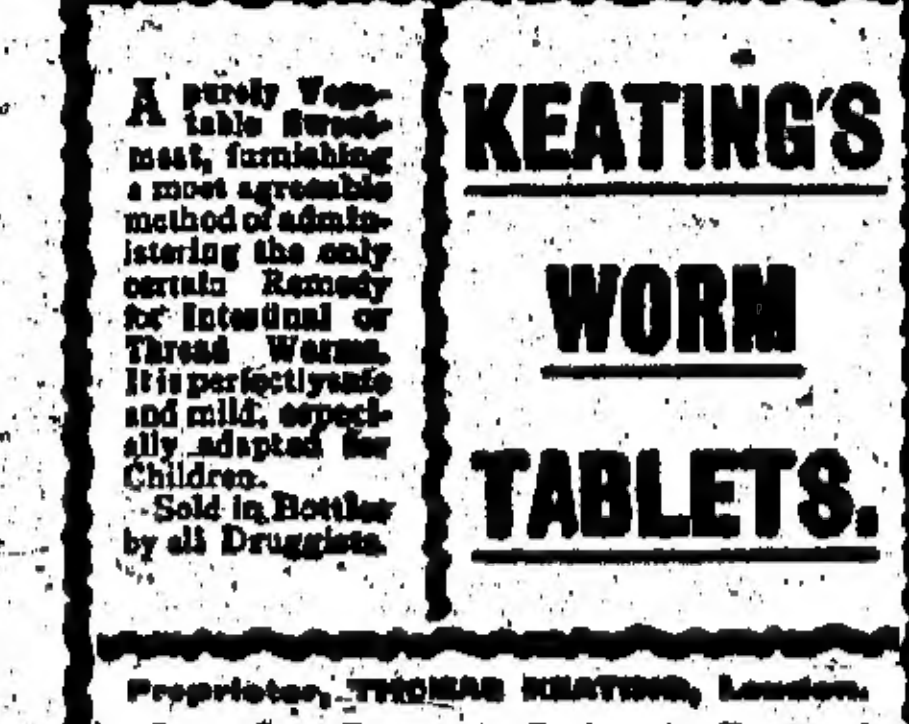 A purely Vege-
table Sweet-
meat, furnishing
a most agreeable
method of admin-
istering the only
certain Remedy
for Intestinal or
Thread Worms.
It is perfectly safe
and mild, especi-
ally adapted for
Children.
Sold in Bottles
by all Druggists.
KEATING'S
WORM
TABLETS.
Proprietor, THOMAS KEATING, London.